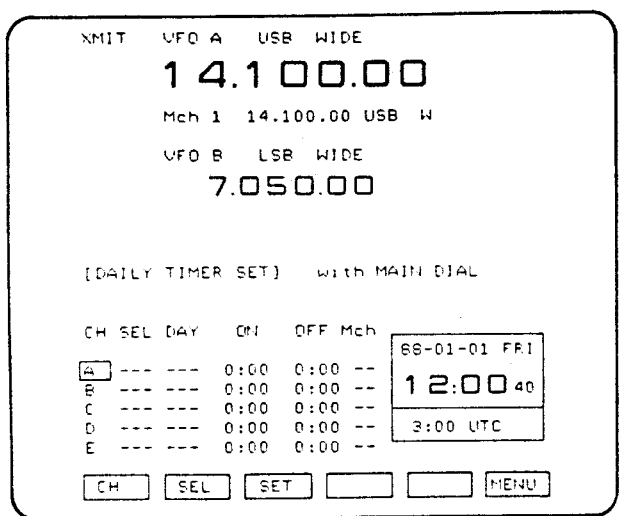 XMIT VFO A USB WIDE
14.100.00
Mch 1 14.100.00 USB W
VFO B LSB WIDE
7.050.00
[DAILY TIMER SET] with MAIN DIAL
CH SEL DAY ON OFF Mch
A --- --- 0:00 0:00 --
B --- --- 0:00 0:00 --
C --- --- 0:00 0:00 --
D --- --- 0:00 0:00 --
E --- --- 0:00 0:00 --
88-01-01 FRI
12:00 40
3:00 UTC
CH SEL SET MENU